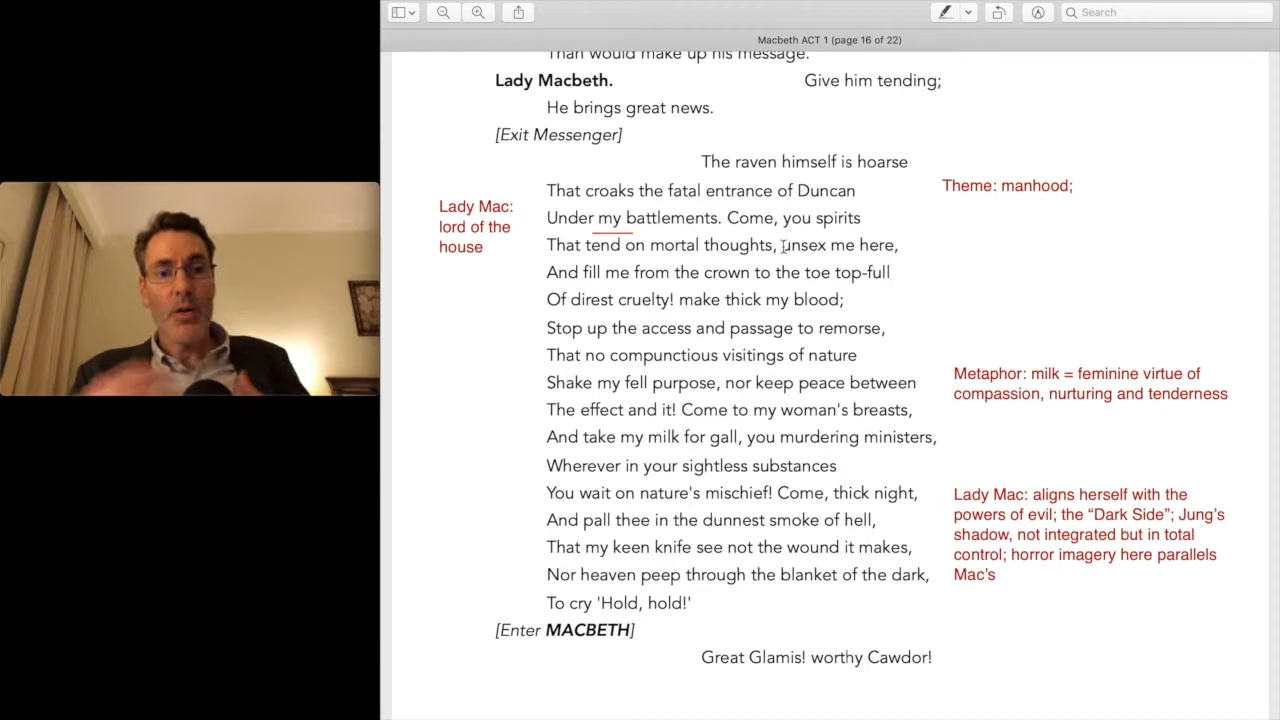 Search
Macbeth ACT 1 (page 16 of 22)
Than would make up his message.
Lady Macbeth. Give him tending;
He brings great news.
[Exit Messenger]
The raven himself is hoarse
That croaks the fatal entrance of Duncan
Theme: manhood;
Under my battlements. Come, you spirits
That tend on mortal thoughts, unsex me here,
Lady Mac:
lord of the
house
And fill me from the crown to the toe top-full
Of direst cruelty! make thick my blood;
Stop up the access and passage to remorse,
That no compunctious visitings of nature
Shake my fell purpose, nor keep peace between
The effect and it! Come to my woman's breasts,
Metaphor: milk = feminine virtue of
compassion, nurturing and tenderness
And take my milk for gall, you murdering ministers,
Wherever in your sightless substances
You wait on nature's mischief! Come, thick night,
And pall thee in the dunnest smoke of hell,
That my keen knife see not the wound it makes,
Nor heaven peep through the blanket of the dark,
To cry 'Hold, hold!'
Lady Mac: aligns herself with the
powers of evil; the “Dark Side”; Jung’s
shadow, not integrated but in total
control; horror imagery here parallels
Mac’s
[Enter MACBETH]
Great Glamis! worthy Cawdor!